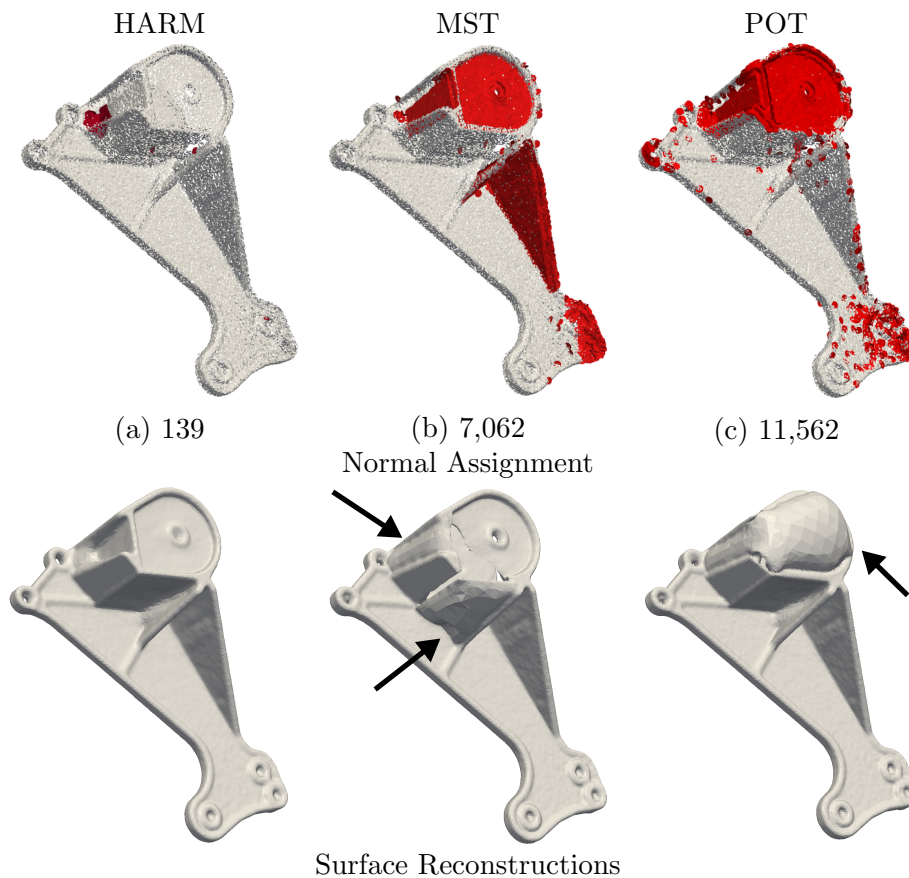 HARM MST POT
(a) 139 (b) 7,062 (c) 11,562
Normal Assignment
Surface Reconstructions